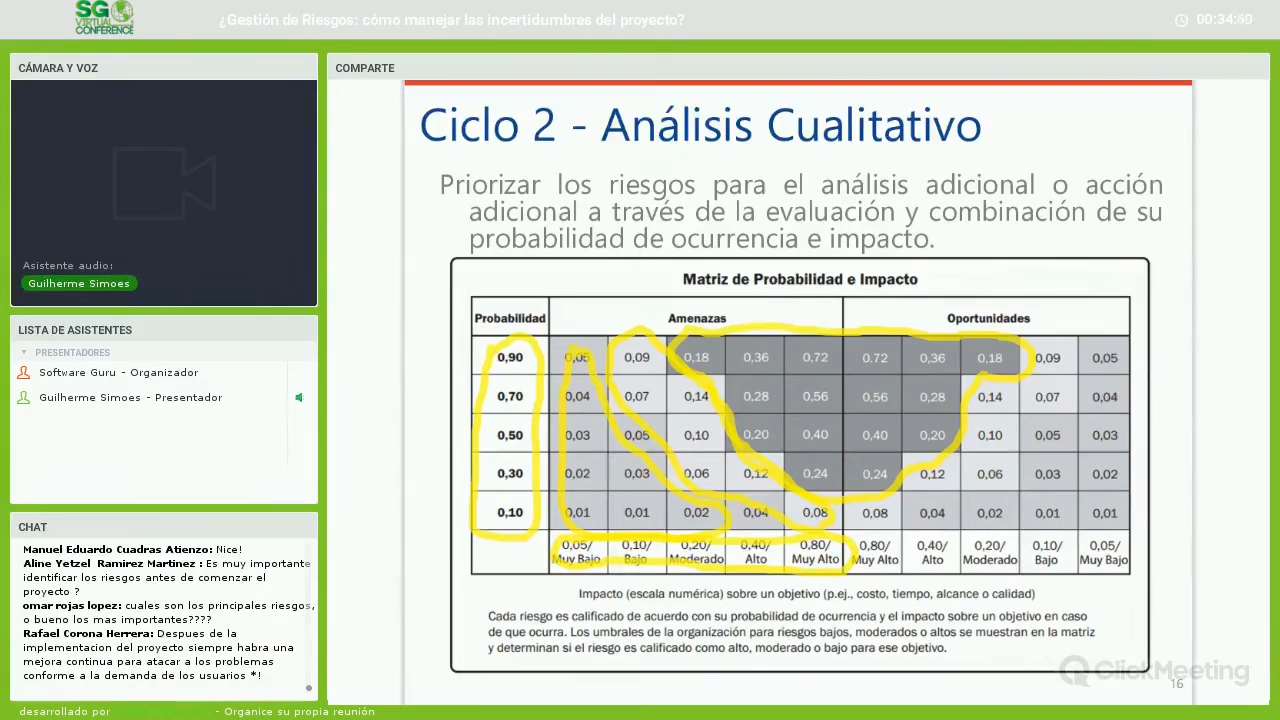 SG
VIRTUAL
CONFERENCE
¿Gestión de Riesgos: cómo manejar las incertidumbres del proyecto?
CÁMARA Y VOZ
Asistente audio:
Guilherme Simoes
LISTA DE ASISTENTES
PRESENTADORES
Software Guru - Organizador
Guilherme Simoes - Presentador
CHAT
Manuel Eduardo Cuadras Atienzo: Nice!
Aline Yetzel Ramirez Martinez : Es muy importante
identificar los riesgos antes de comenzar el
proyecto ?
omar rojas lopez: cuales son los principales riesgos,
o bueno los mas importantes????
Rafael Corona Herrera: Despues de la
implementacion del proyecto siempre habra una
mejora continua para atacar a los problemas
conforme a la demanda de los usuarios *!
COMPARTE
Ciclo 2 - Análisis Cualitativo
Priorizar los riesgos para el análisis adicional o acción
adicional a través de la evaluación y combinación de su
probabilidad de ocurrencia e impacto.
Matriz de Probabilidad e Impacto
Probabilidad Amenazas Oportunidades
0,90 0,05 0,09 0,18 0,36 0,72 0,72 0,36 0,18 0,09 0,05
0,70 0,04 0,07 0,14 0,28 0,56 0,56 0,28 0,14 0,07 0,04
0,50 0,03 0,05 0,10 0,20 0,40 0,40 0,20 0,10 0,05 0,03
0,30 0,02 0,03 0,06 0,12 0,24 0,24 0,12 0,06 0,03 0,02
0,10 0,01 0,01 0,02 0,04 0,08 0,08 0,04 0,02 0,01 0,01
0,05/ 0,10/ 0,20/ 0,40/ 0,80/ 0,80/ 0,40/ 0,20/ 0,10/ 0,05/
Muy Bajo Bajo Moderado Alto Muy Alto Muy Alto Alto Moderado Bajo Muy Bajo
Impacto (escala numérica) sobre un objetivo (p.ej., costo, tiempo, alcance o calidad)
Cada riesgo es calificado de acuerdo con su probabilidad de ocurrencia y el impacto sobre un objetivo en caso
de que ocurra. Los umbrales de la organización para riesgos bajos, moderados o altos se muestran en la matriz
y determinan si el riesgo es calificado como alto, moderado o bajo para ese objetivo.
ClickMeeting
16
desarrollado por - Organice su propia reunión